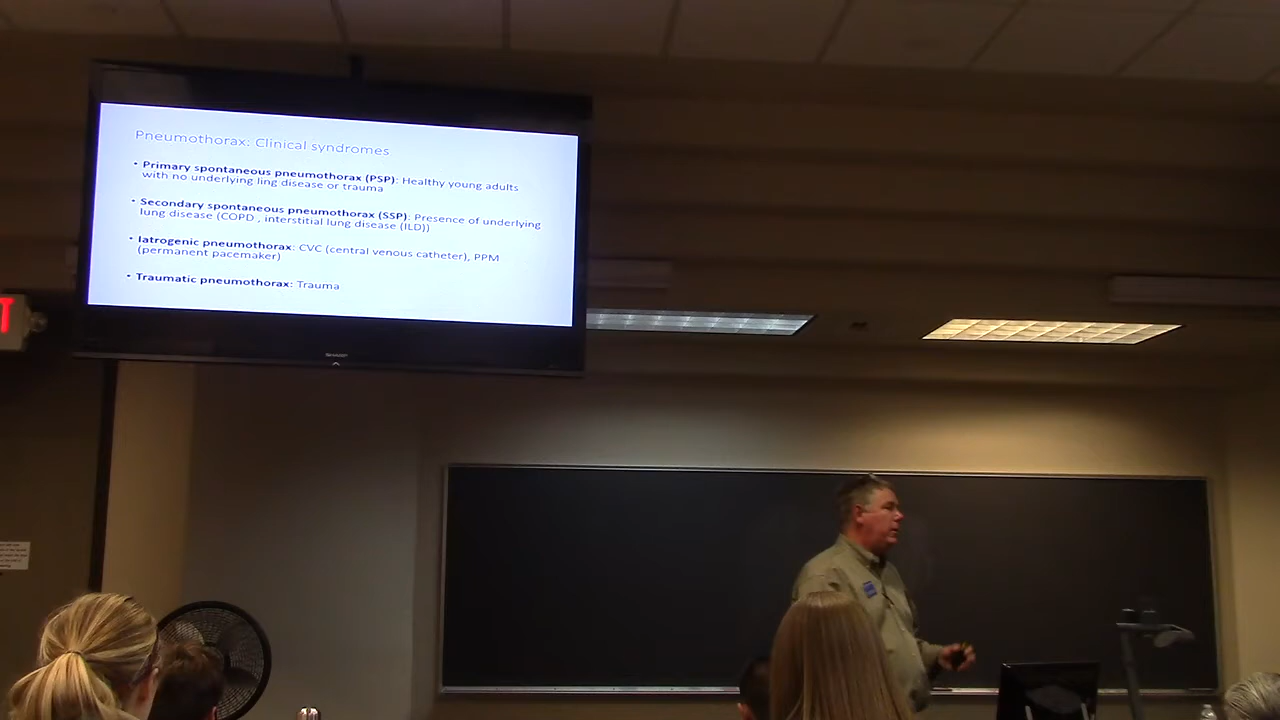 Pneumothorax: Clinical syndromes
• Primary spontaneous pneumothorax (PSP): Healthy young adults
with no underlying ling disease or trauma
• Secondary spontaneous pneumothorax (SSP): Presence of underlying
lung disease (COPD , interstitial lung disease (ILD))
• Iatrogenic pneumothorax: CVC (central venous catheter), PPM
(permanent pacemaker)
• Traumatic pneumothorax: Trauma
SHARP
T